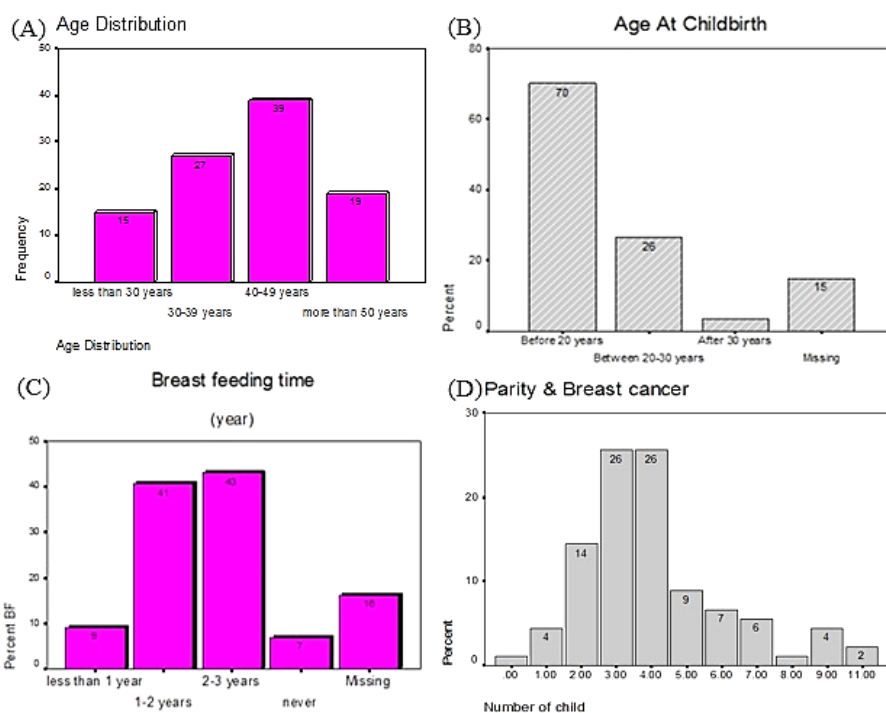 (A) Age Distribution
50
40
30
20
10
0
Frequency
15
27
39
19
less than 30 years
30-39 years
40-49 years
more than 50 years
Age Distribution
(B) Age At Childbirth
80
60
40
20
0
Percent
70
26
15
Before 20 years
Between 20-30 years
After 30 years
Missing
(C) Breast feeding time
(year)
50
40
30
20
10
0
Percent BF
9
41
43
7
16
less than 1 year
1-2 years
2-3 years
never
Missing
(D) Parity & Breast cancer
30
20
10
0
Percent
4
14
26
26
9
7
6
4
2
.00 1.00 2.00 3.00 4.00 5.00 6.00 7.00 8.00 9.00 11.00
Number of child